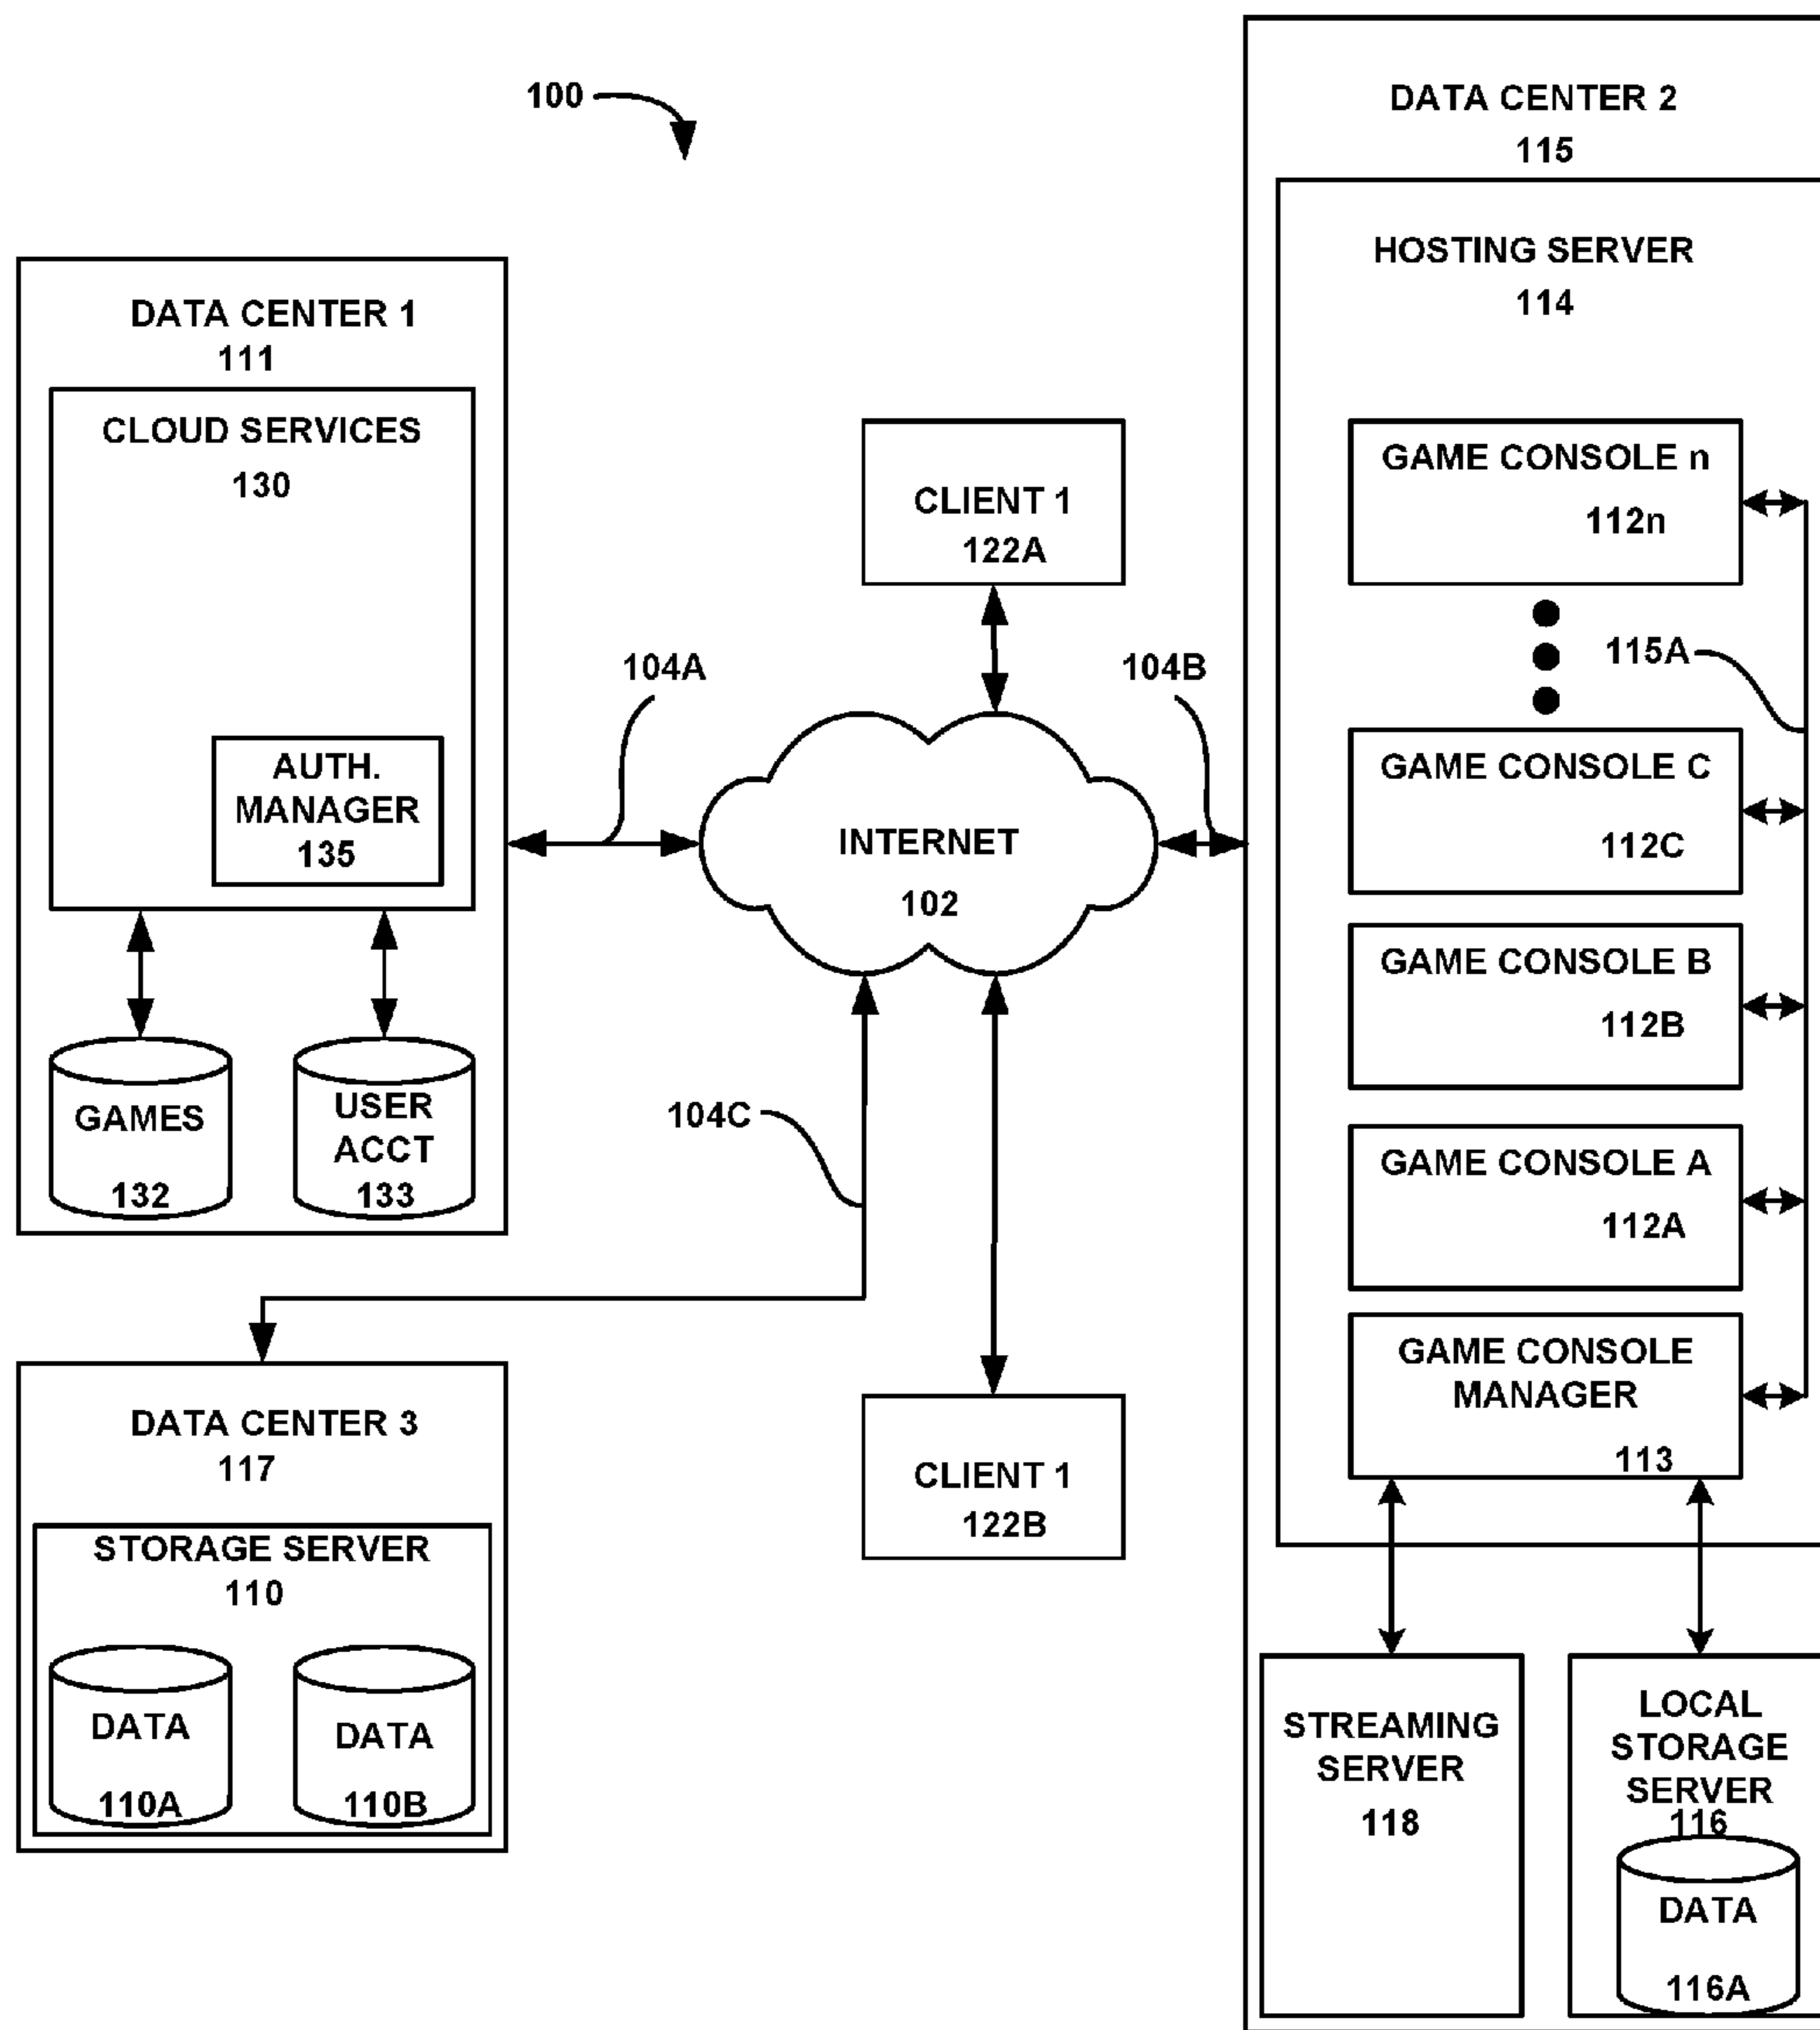 100
DATA CENTER 1
111
CLOUD SERVICES
130
AUTH.
MANAGER
135
GAMES
132
USER
ACCT
133
104A
CLIENT 1
122A
INTERNET
102
104B
104C
CLIENT 1
122B
DATA CENTER 3
117
STORAGE SERVER
110
DATA
110A
DATA
110B
DATA CENTER 2
115
HOSTING SERVER
114
GAME CONSOLE n
112n
115A
GAME CONSOLE C
112C
GAME CONSOLE B
112B
GAME CONSOLE A
112A
GAME CONSOLE
MANAGER
113
STREAMING
SERVER
118
LOCAL
STORAGE
SERVER
116
DATA
116A